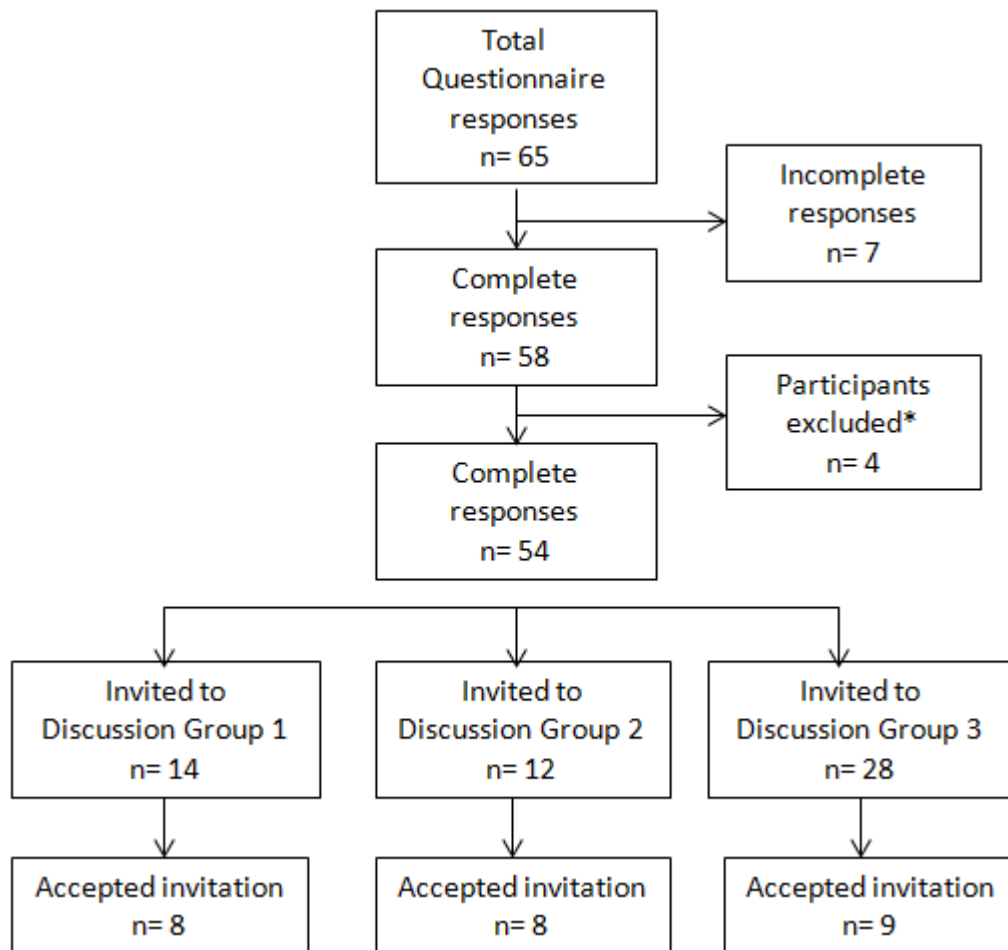 Total
Questionnaire
responses
n= 65
Incomplete
responses
n= 7
Complete
responses
n= 58
Participants
excluded*
n= 4
Complete
responses
n= 54
Invited to
Discussion Group 1
n= 14
Invited to
Discussion Group 2
n= 12
Invited to
Discussion Group 3
n= 28
Accepted invitation
n= 8
Accepted invitation
n= 8
Accepted invitation
n= 9